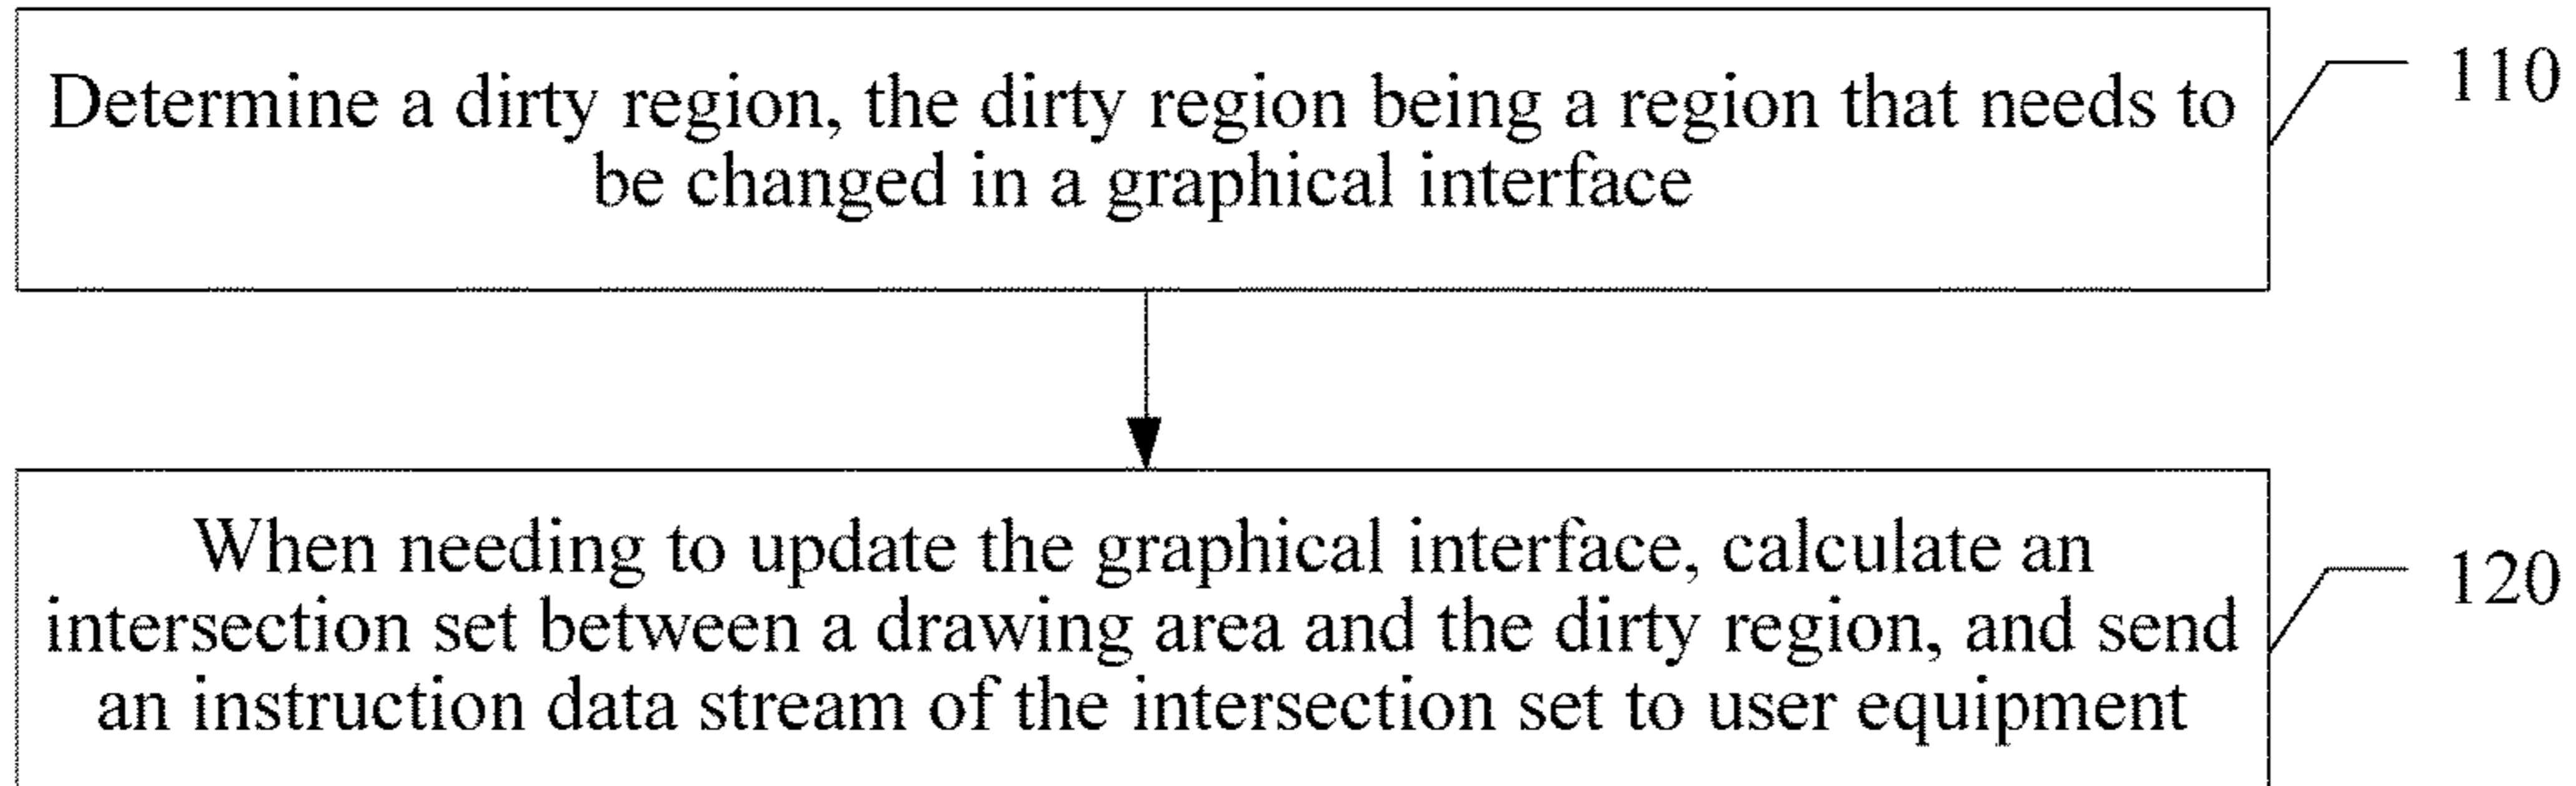 Determine a dirty region, the dirty region being a region that needs to
be changed in a graphical interface
110
When needing to update the graphical interface, calculate an
intersection set between a drawing area and the dirty region, and send
an instruction data stream of the intersection set to user equipment
120